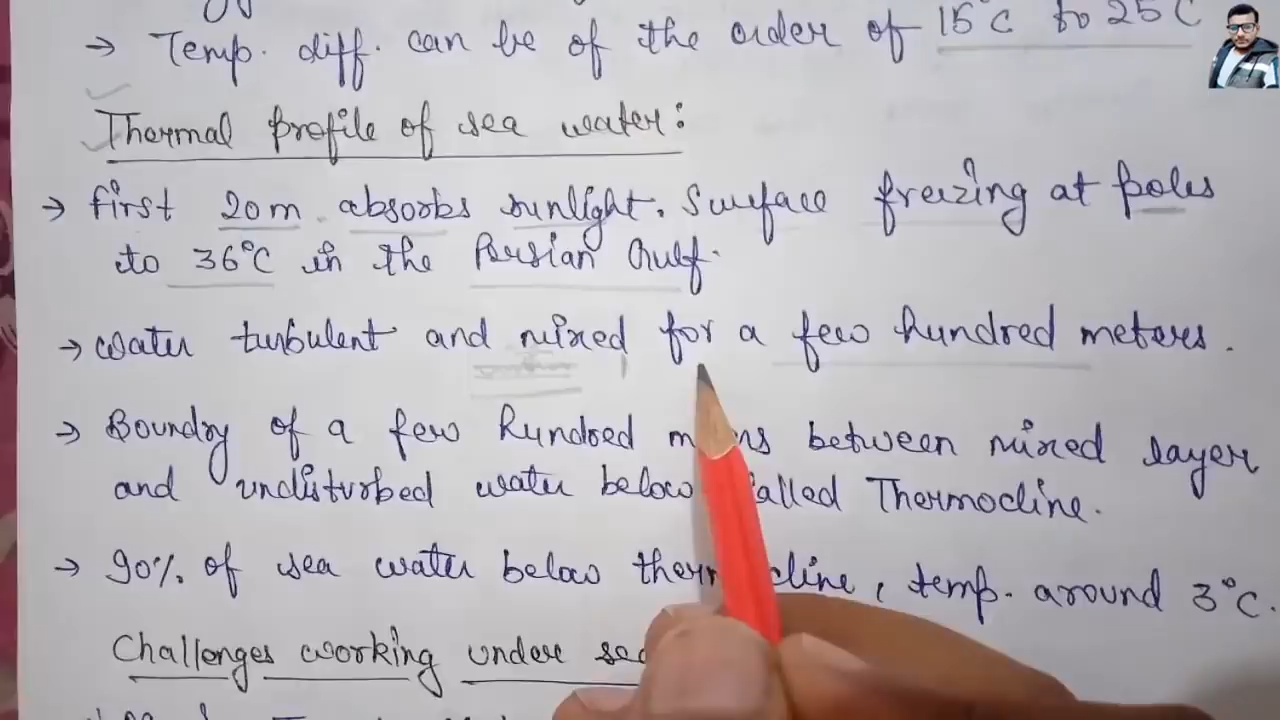 → Temp. diff. can be of the order of 15°C to 25°C
Thermal profile of sea water:
→ first 20m absorbs sunlight. Surface freezing at poles
to 36°C in the Persian Gulf.
→ water turbulent and mixed for a few hundred meters.
→ Boundry of a few hundred between mixed layer
and undisturbed water below Thermocline.
→ 90% of sea water below temp. around 3°C.
Challenges working under